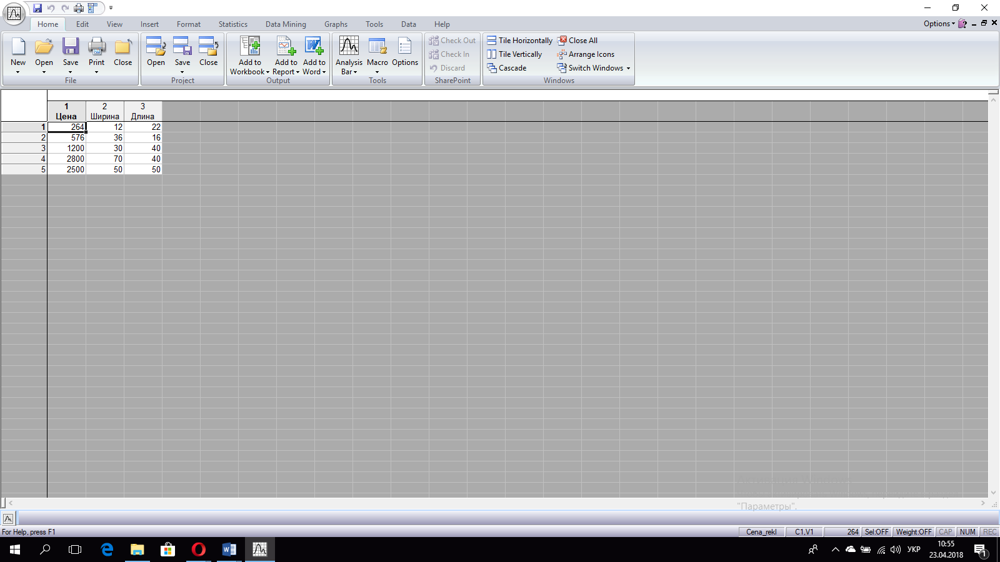 Home Edit View Insert Format Statistics Data Mining Graphs Tools Data Help Options
New Open Save Print Close Open Save Close Add to Workbook Add to Report Add to Word Analysis Bar Macro Options Check Out Check In Discard Tile Horizontally Tile Vertically Cascade Close All Arrange Icons Switch Windows
File Project Output Tools SharePoint Windows
1 2 3
Цена Ширина Длина
1 264 12 22
2 576 36 16
3 1200 30 40
4 2800 70 40
5 2500 50 50
"Параметры".
For Help, press F1 Cena_rekl C1,V1 264 Sel:OFF Weight:OFF CAP NUM REC
УКР 10:55
23.04.2018 1